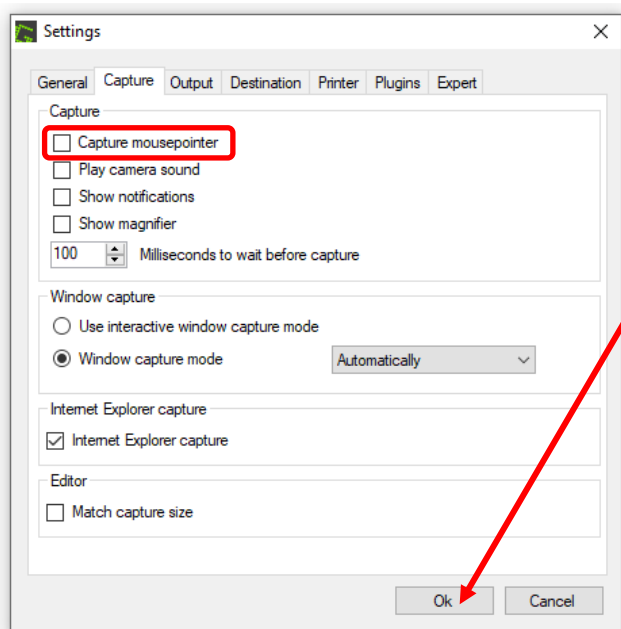 Settings
General Capture Output Destination Printer Plugins Expert
Capture
Capture mousepointer
Play camera sound
Show notifications
Show magnifier
100 Milliseconds to wait before capture
Window capture
Use interactive window capture mode
Window capture mode Automatically
Internet Explorer capture
Internet Explorer capture
Editor
Match capture size
Ok Cancel